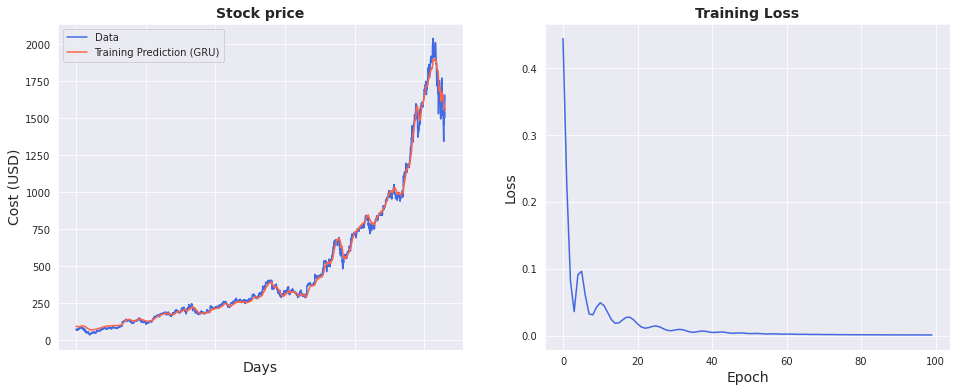 Stock price
Data
Training Prediction (GRU)
2000
1750
1500
1250
1000
750
500
250
0
Cost (USD)
Days
Training Loss
0.4
0.3
0.2
0.1
0.0
Loss
0 20 40 60 80 100
Epoch